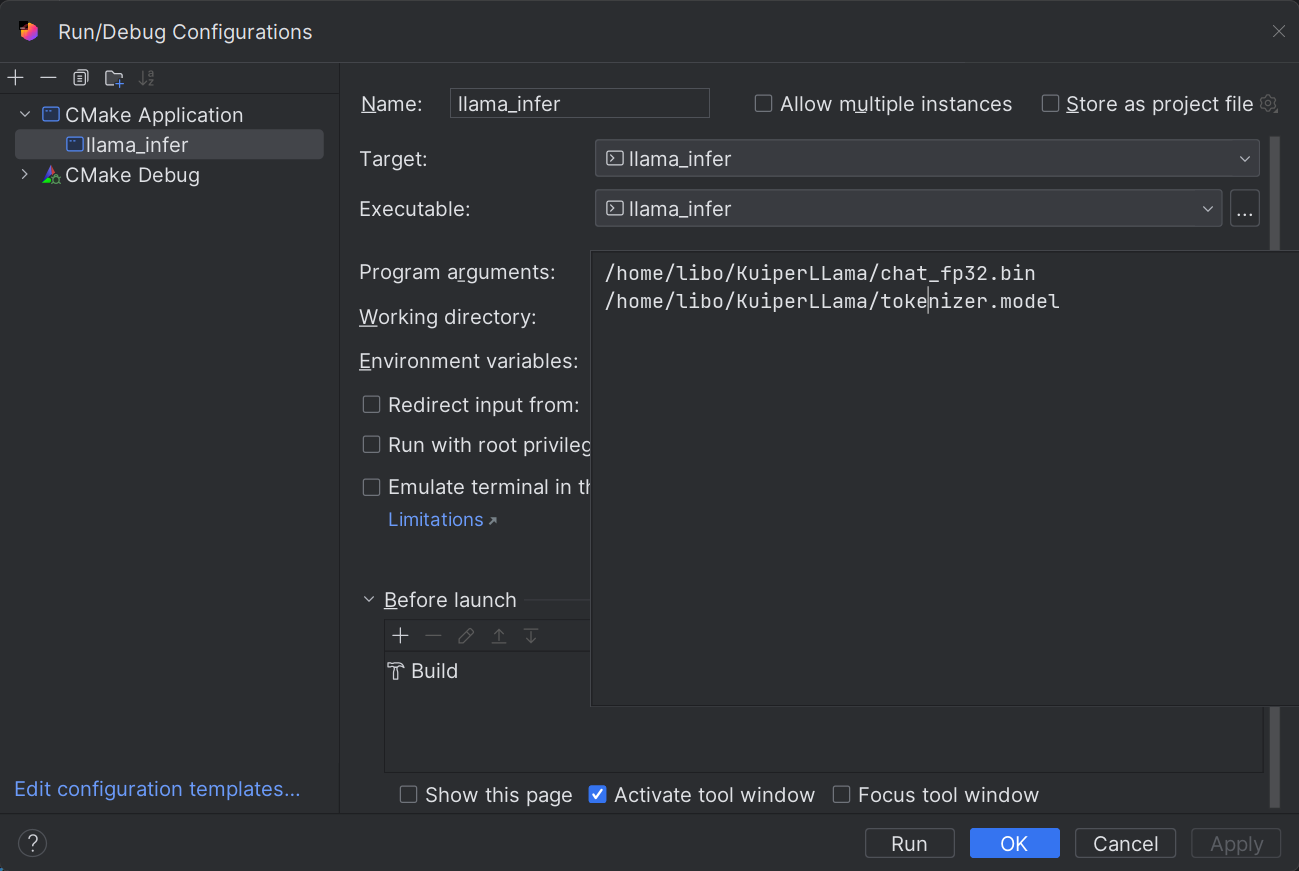 Run/Debug Configurations
CMake Application
llama_infer
CMake Debug
Edit configuration templates...
Name: llama_infer
Allow multiple instances
Store as project file
Target: llama_infer
Executable: llama_infer
...
Program arguments:
/home/libo/KuiperLLama/chat_fp32.bin
/home/libo/KuiperLLama/tokenizer.model
Working directory:
Environment variables:
Redirect input from:
Run with root privileg
Emulate terminal in th
Limitations
Before launch
Build
Show this page
Activate tool window
Focus tool window
?
Run
OK
Cancel
Apply